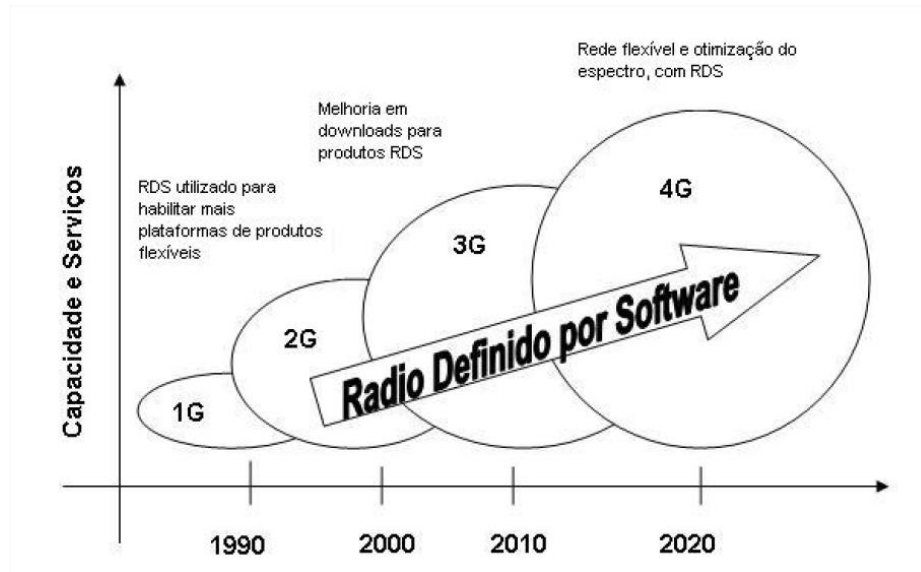 Rede flexível e otimização do
espectro, com RDS
Melhoria em
downloads para
produtos RDS
RDS utilizado para
habilitar mais
plataformas de produtos
flexíveis
Capacidade e Serviços
4G
3G
2G
1G
Radio Definido por Software
1990
2000
2010
2020